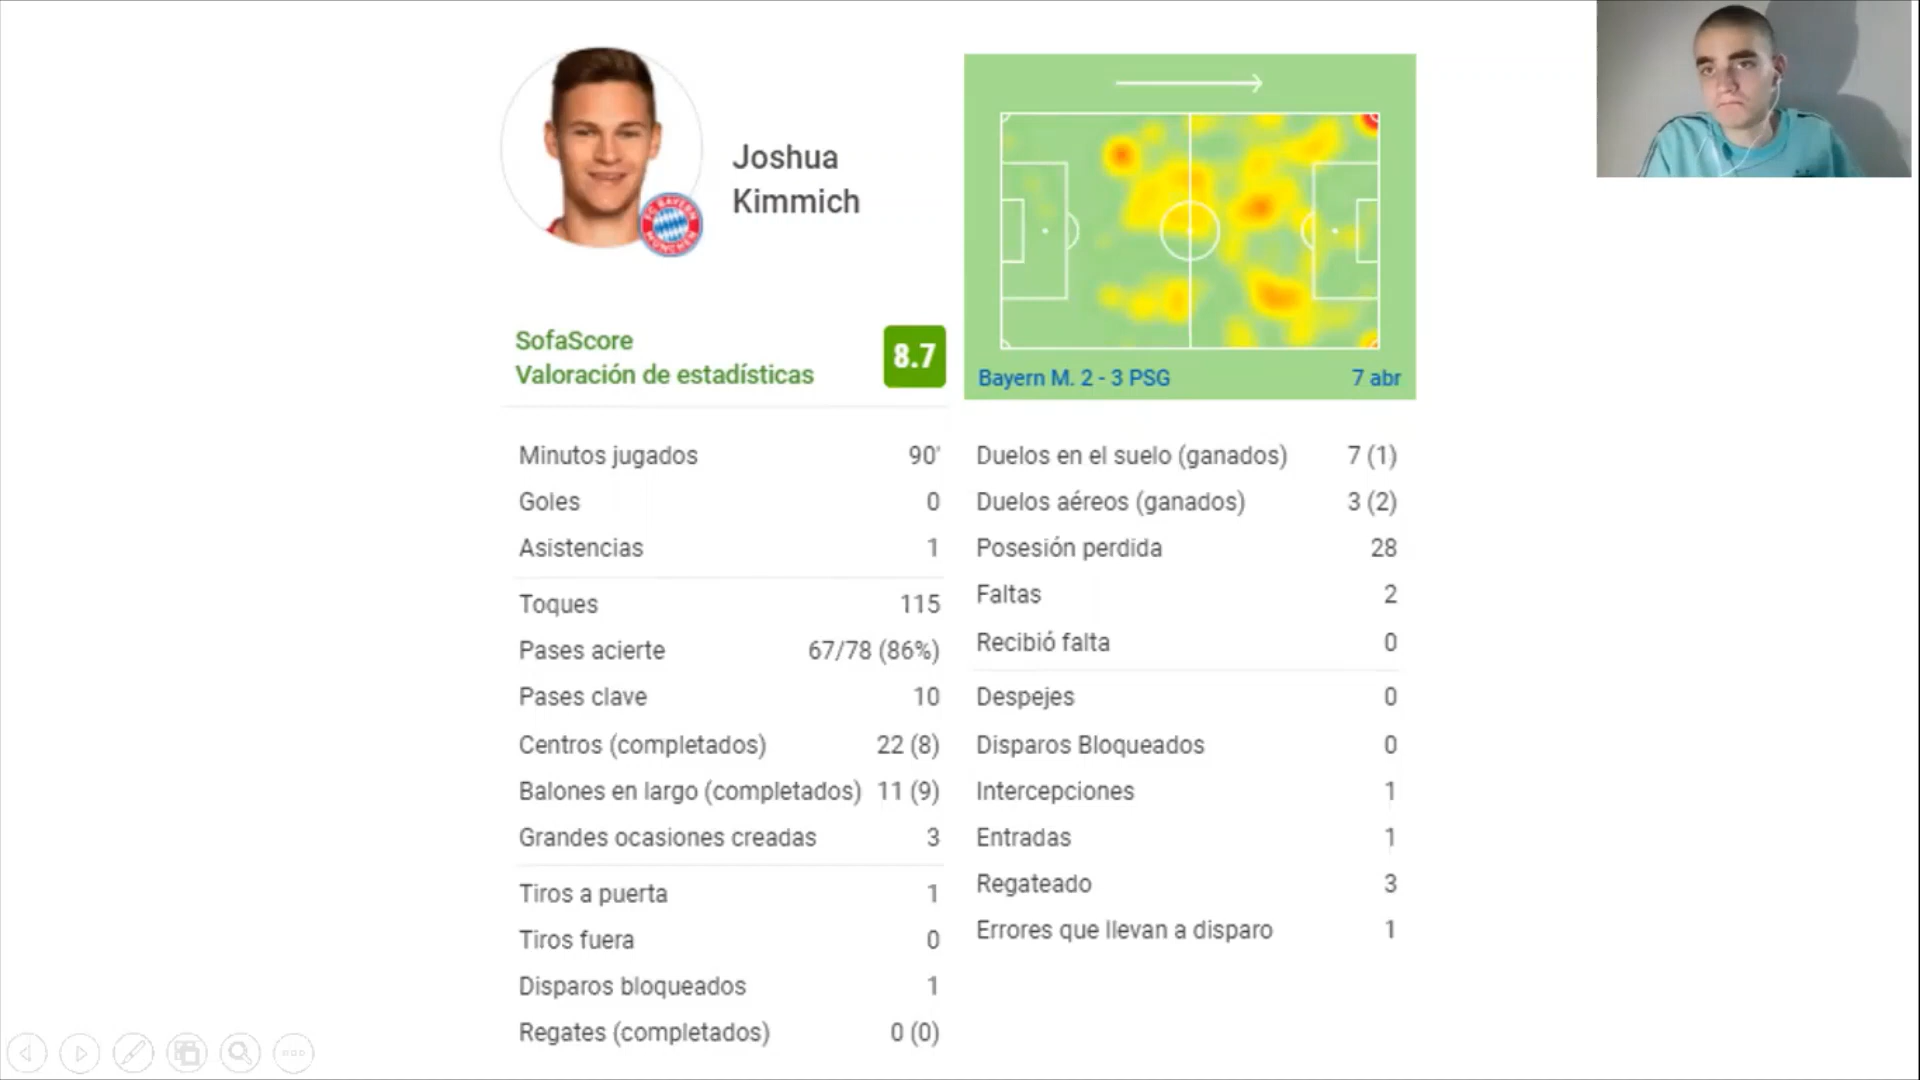 Joshua
Kimmich
FC BAYERN
MÜNCHEN
SofaScore
Valoración de estadísticas
8.7
Bayern M. 2 - 3 PSG
7 abr
Minutos jugados 90'
Goles 0
Asistencias 1
Toques 115
Pases acierte 67/78 (86%)
Pases clave 10
Centros (completados) 22 (8)
Balones en largo (completados) 11 (9)
Grandes ocasiones creadas 3
Tiros a puerta 1
Tiros fuera 0
Disparos bloqueados 1
Regates (completados) 0 (0)
Duelos en el suelo (ganados) 7 (1)
Duelos aéreos (ganados) 3 (2)
Posesión perdida 28
Faltas 2
Recibió falta 0
Despejes 0
Disparos Bloqueados 0
Intercepciones 1
Entradas 1
Regateado 3
Errores que llevan a disparo 1